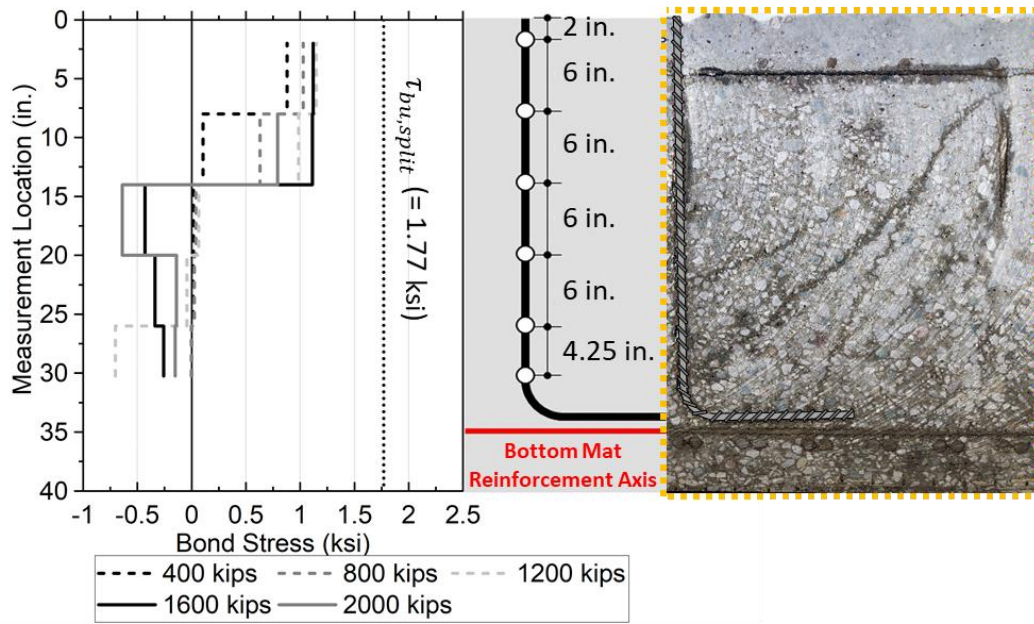 0
5
10
15
20
25
30
35
40
Measurement Location (in.)
-1 -0.5 0 0.5 1 1.5 2 2.5
Bond Stress (ksi)
τbu,split (= 1.77 ksi)
400 kips 800 kips 1200 kips
1600 kips 2000 kips
2 in.
6 in.
6 in.
6 in.
6 in.
4.25 in.
Bottom Mat
Reinforcement Axis